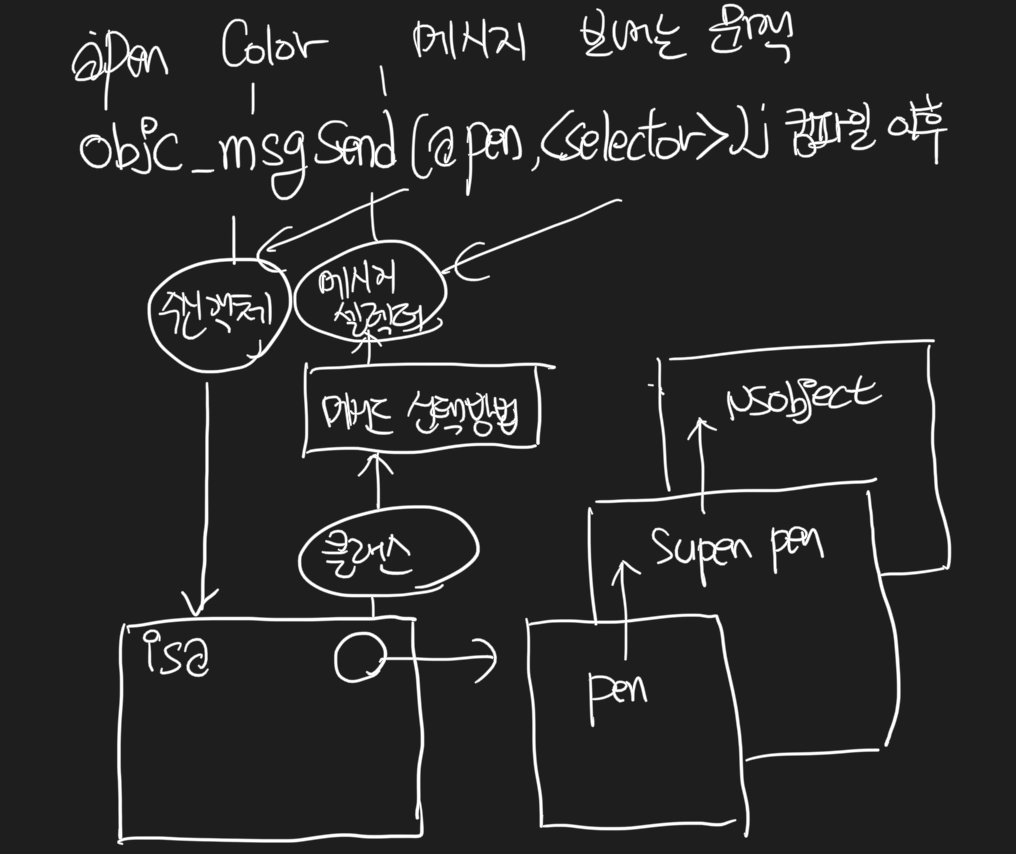 apen Color 메시지 보내는 문맥
objc_msgSend(apen,<selector>); 컴파일 이후
수신객체
메시지
셀렉터
메서드 선택방법
NSobject
클래스
Super pen
isa
pen